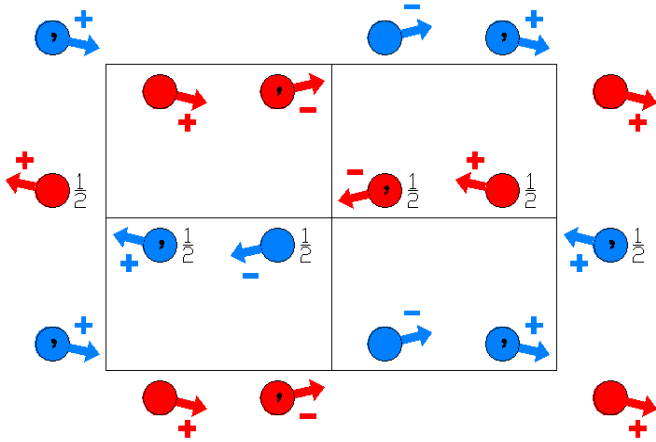 , + − , +
+ , − +
+ 1/2 − , 1/2 + 1/2
+ , 1/2 − 1/2 + , 1/2
, + − , +
+ , − +